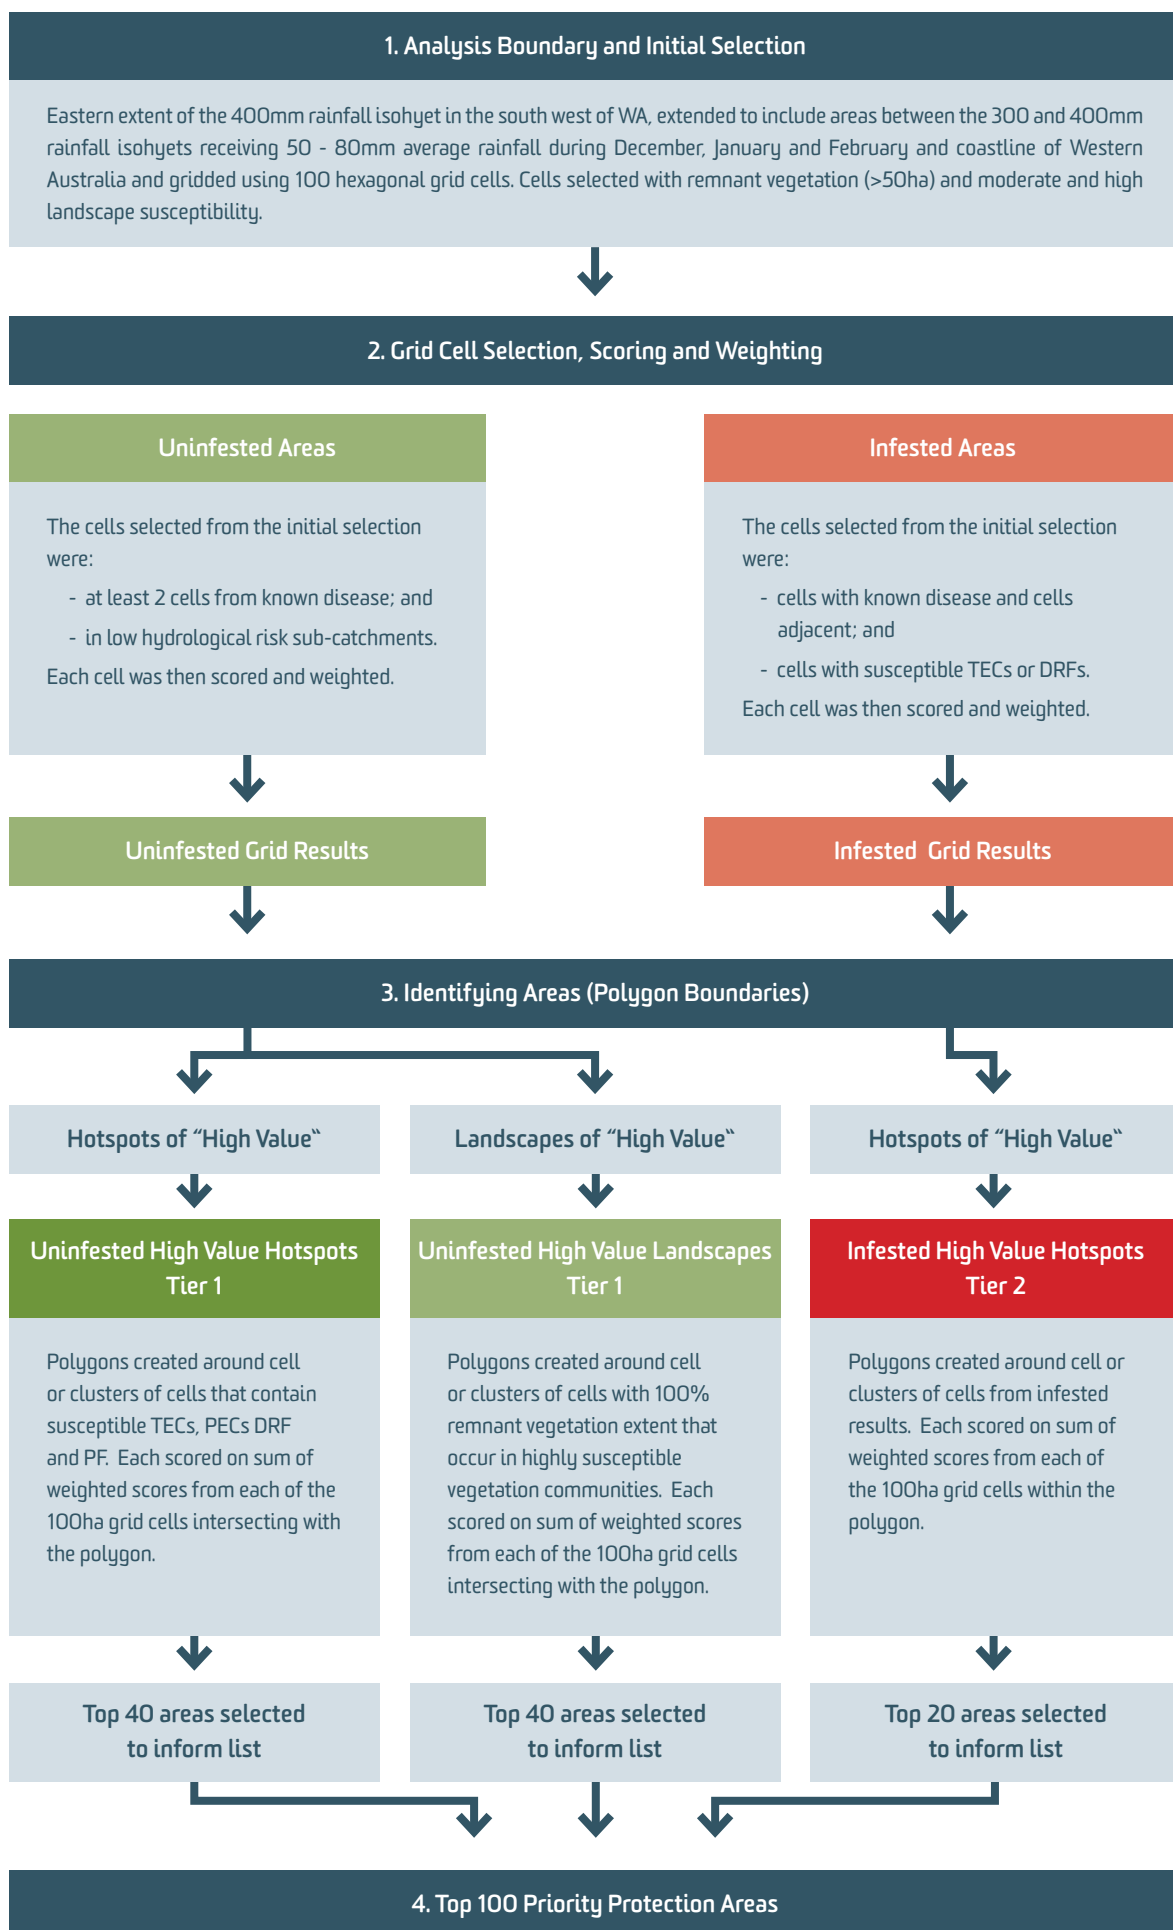 1. Analysis Boundary and Initial Selection
Eastern extent of the 400mm rainfall isohyet in the south west of WA, extended to include areas between the 300 and 400mm
rainfall isohyets receiving 50 - 80mm average rainfall during December, January and February and coastline of Western
Australia and gridded using 100 hexagonal grid cells. Cells selected with remnant vegetation (>50ha) and moderate and high
landscape susceptibility.
2. Grid Cell Selection, Scoring and Weighting
Uninfested Areas
The cells selected from the initial selection
were:
- at least 2 cells from known disease; and
- in low hydrological risk sub-catchments.
Each cell was then scored and weighted.
Infested Areas
The cells selected from the initial selection
were:
- cells with known disease and cells
adjacent; and
- cells with susceptible TECs or DRFs.
Each cell was then scored and weighted.
Uninfested Grid Results
Infested Grid Results
3. Identifying Areas (Polygon Boundaries)
Hotspots of “High Value“
Landscapes of “High Value“
Hotspots of “High Value“
Uninfested High Value Hotspots
Tier 1
Polygons created around cell
or clusters of cells that contain
susceptible TECs, PECs DRF
and PF. Each scored on sum of
weighted scores from each of the
100ha grid cells intersecting with
the polygon.
Uninfested High Value Landscapes
Tier 1
Polygons created around cell
or clusters of cells with 100%
remnant vegetation extent that
occur in highly susceptible
vegetation communities. Each
scored on sum of weighted scores
from each of the 100ha grid cells
intersecting with the polygon.
Infested High Value Hotspots
Tier 2
Polygons created around cell or
clusters of cells from infested
results. Each scored on sum of
weighted scores from each of
the 100ha grid cells within the
polygon.
Top 40 areas selected
to inform list
Top 40 areas selected
to inform list
Top 20 areas selected
to inform list
4. Top 100 Priority Protection Areas